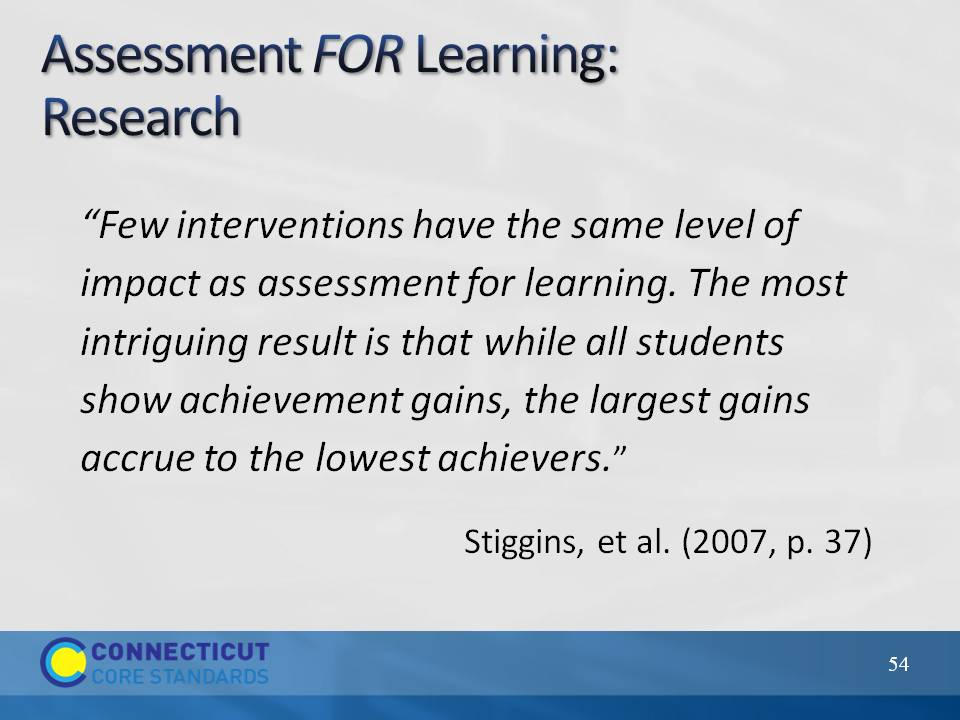 Assessment FOR Learning:
Research
“Few interventions have the same level of
impact as assessment for learning. The most
intriguing result is that while all students
show achievement gains, the largest gains
accrue to the lowest achievers.”
Stiggins, et al. (2007, p. 37)
CONNECTICUT
CORE STANDARDS
54